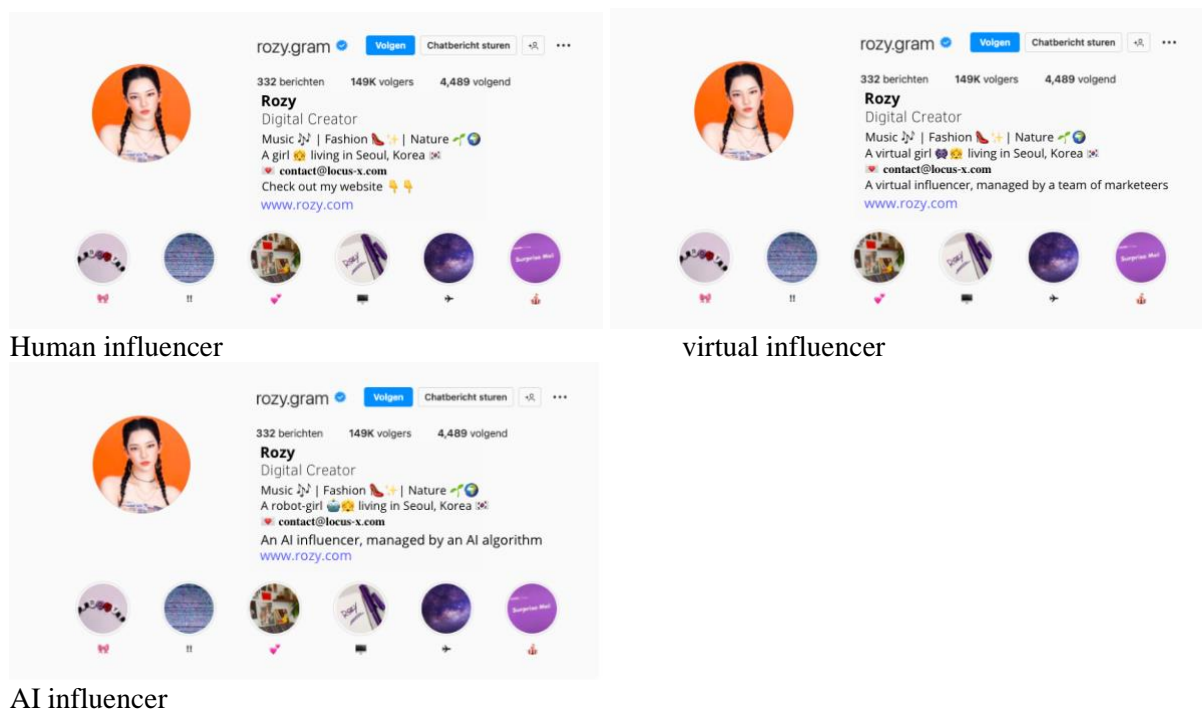 rozy.gram Volgen Chatbericht sturen
332 berichten 149K volgers 4,489 volgend
Rozy
Digital Creator
Music 🎶 | Fashion 👠✨ | Nature 🌱🌍
A girl 👧 living in Seoul, Korea 🇰🇷
💌 contact@locus-x.com
Check out my website 👇👇
www.rozy.com
ROZY
Surprise Me!
!!
Human influencer
rozy.gram Volgen Chatbericht sturen
332 berichten 149K volgers 4,489 volgend
Rozy
Digital Creator
Music 🎶 | Fashion 👠✨ | Nature 🌱🌍
A virtual girl 👾👧 living in Seoul, Korea 🇰🇷
💌 contact@locus-x.com
A virtual influencer, managed by a team of marketeers
www.rozy.com
ROZY
Surprise Me!
!!
virtual influencer
rozy.gram Volgen Chatbericht sturen
332 berichten 149K volgers 4,489 volgend
Rozy
Digital Creator
Music 🎶 | Fashion 👠✨ | Nature 🌱🌍
A robot-girl 🤖👧 living in Seoul, Korea 🇰🇷
💌 contact@locus-x.com
An AI influencer, managed by an AI algorithm
www.rozy.com
ROZY
Surprise Me!
!!
AI influencer